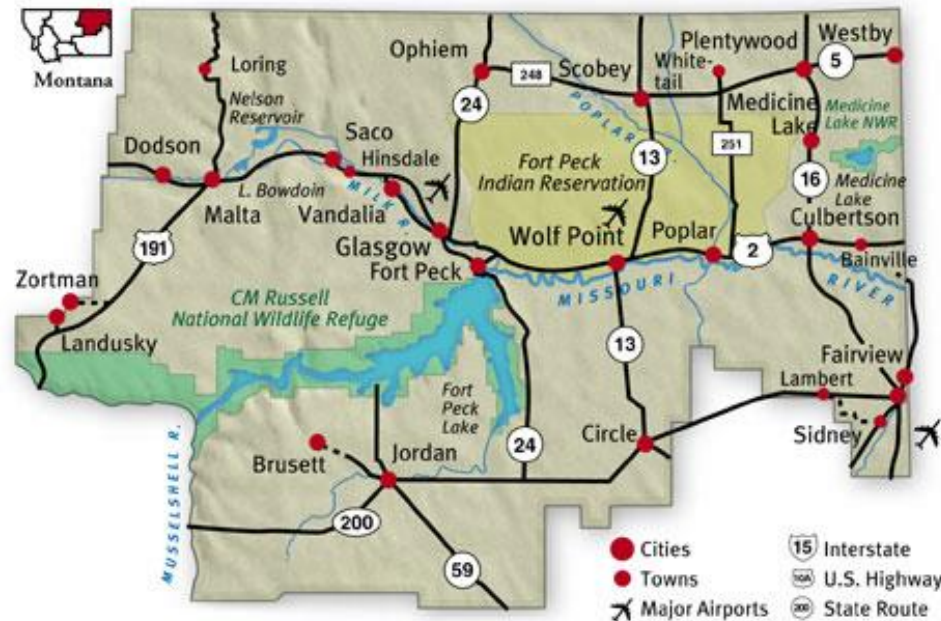 Montana
Loring
Nelson
Reservoir
Dodson
Saco
Hinsdale
L. Bowdoin
MILK R.
Malta
Vandalia
Glasgow
Fort Peck
191
Zortman
Landusky
CM Russell
National Wildlife Refuge
MUSSELSHELL R.
Brusett
Jordan
Fort
Peck
Lake
200
59
24
Ophiem
24
248
Scobey
POPLAR R.
Fort Peck
Indian Reservation
13
Wolf Point
Poplar
MISSOURI
RIVER
2
13
Circle
Plentywood
White-
tail
251
Westby
5
Medicine
Lake
Medicine
Lake NWR
16
Medicine
Lake
Culbertson
Bainville
Fairview
Lambert
Sidney
Cities
Towns
Major Airports
15 Interstate
10A U.S. Highway
200 State Route